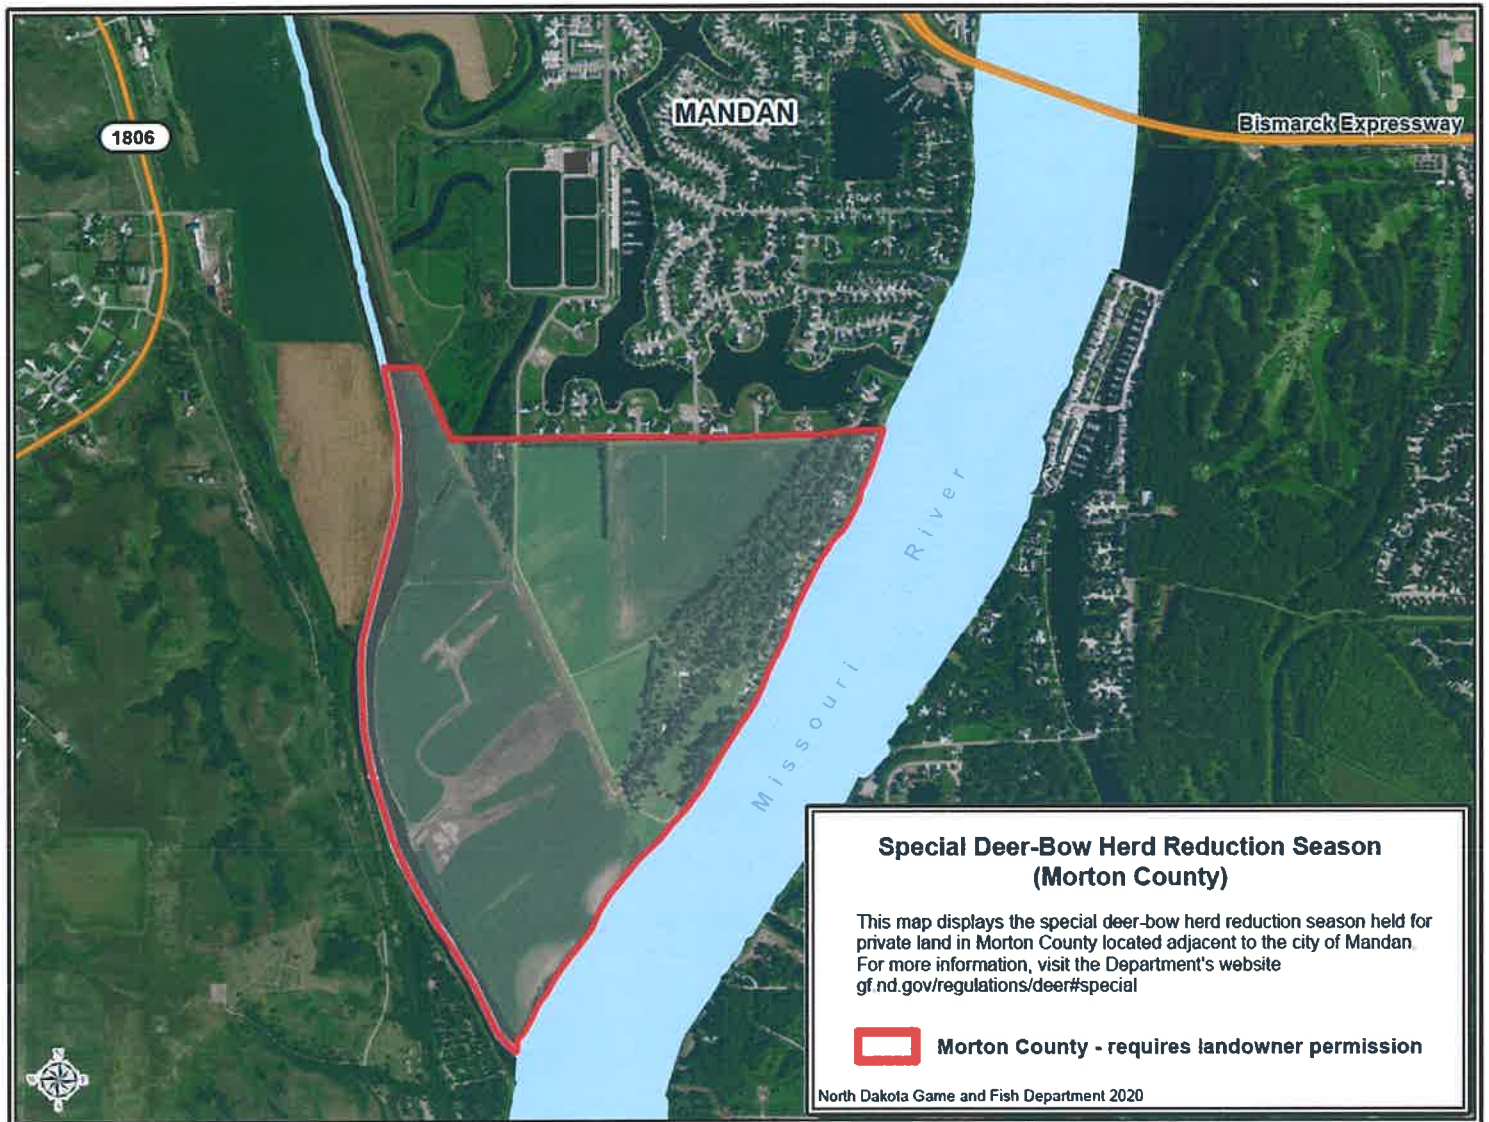 MANDAN
1806
Bismarck Expressway
Missouri River
Special Deer-Bow Herd Reduction Season
(Morton County)
This map displays the special deer-bow herd reduction season held for
private land in Morton County located adjacent to the city of Mandan.
For more information, visit the Department's website
gf.nd.gov/regulations/deer#special
Morton County - requires landowner permission
N
W
E
S
North Dakota Game and Fish Department 2020